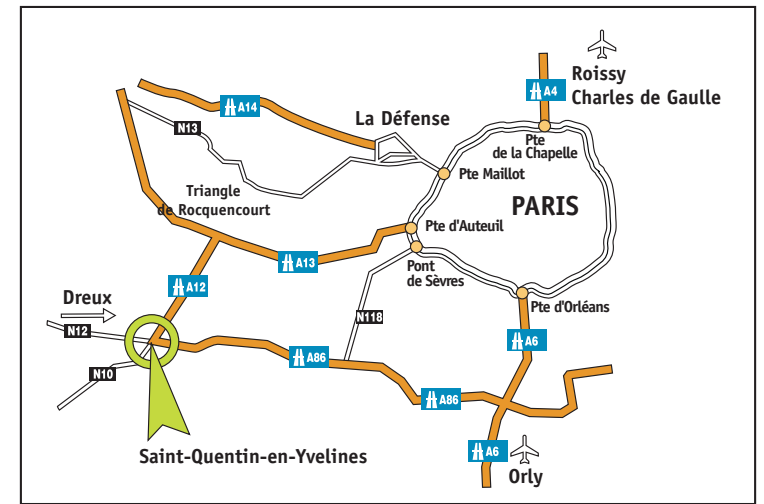 Roissy
Charles de Gaulle
A4
A14
La Défense
N13
Pte
de la Chapelle
Pte Maillot
Triangle
de Rocquencourt
PARIS
Pte d'Auteuil
A13
Pont
de Sèvres
A12
Dreux
Pte d'Orléans
N118
N12
A6
A86
N10
A86
A6
Saint-Quentin-en-Yvelines
Orly